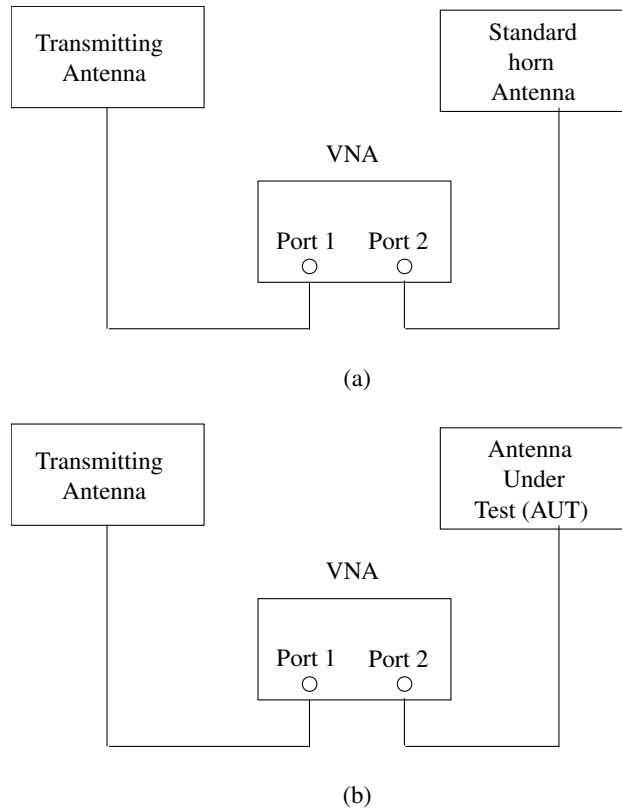 Transmitting
Antenna
Standard
horn
Antenna
VNA
Port 1
Port 2
(a)
Transmitting
Antenna
Antenna
Under
Test (AUT)
VNA
Port 1
Port 2
(b)